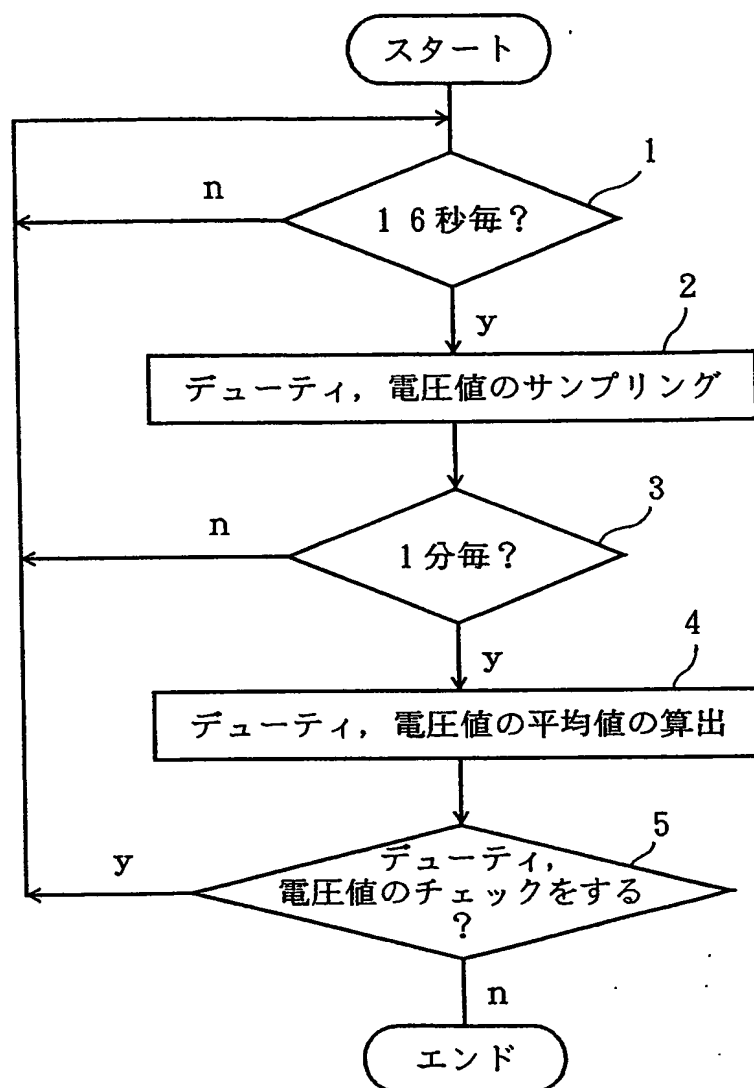 スタート
1
n
16秒毎?
y
2
デューティ,電圧値のサンプリング
3
n
1分毎?
y
4
デューティ,電圧値の平均値の算出
5
y
デューティ,
電圧値のチェックをする
?
n
エンド